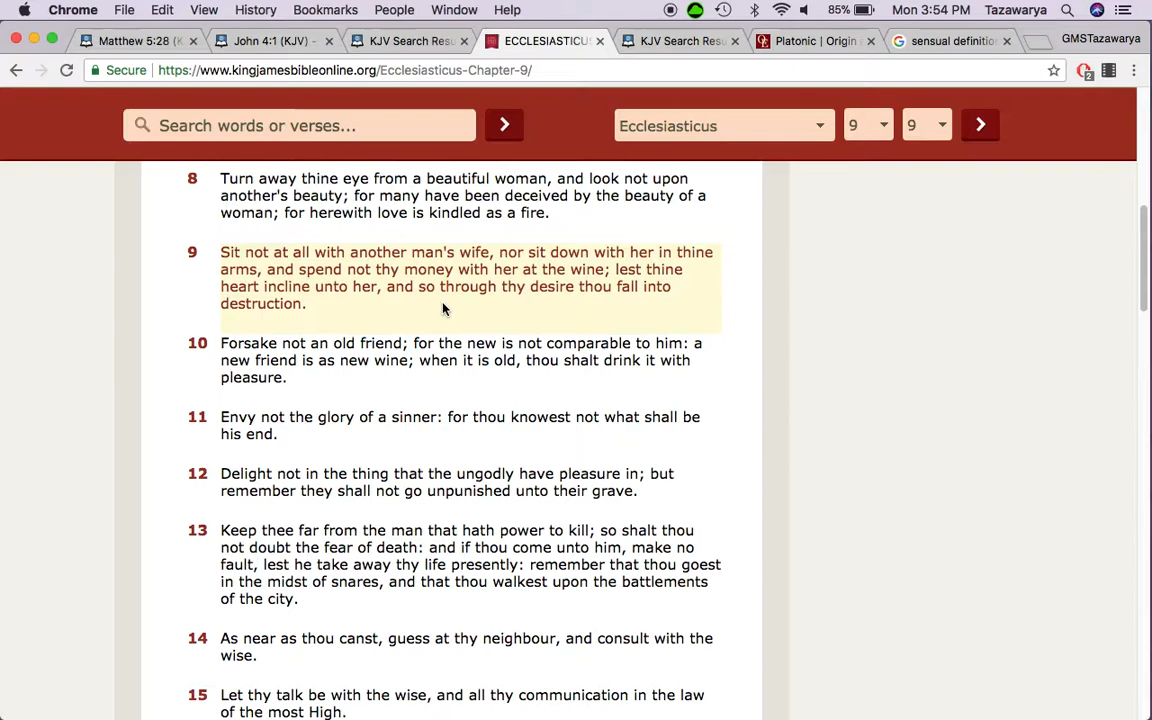 Chrome File Edit View History Bookmarks People Window Help 85% Mon 3:54 PM Tazawarya
Matthew 5:28 (K John 4:1 (KJV) KJV Search Resu ECCLESIASTICU KJV Search Resu Platonic | Origin a sensual definitio GMSTazawarya
Secure https://www.kingjamesbibleonline.org/Ecclesiasticus-Chapter-9/ 2
Search words or verses... Ecclesiasticus 9 9
8 Turn away thine eye from a beautiful woman, and look not upon
another's beauty; for many have been deceived by the beauty of a
woman; for herewith love is kindled as a fire.
9 Sit not at all with another man's wife, nor sit down with her in thine
arms, and spend not thy money with her at the wine; lest thine
heart incline unto her, and so through thy desire thou fall into
destruction.
10 Forsake not an old friend; for the new is not comparable to him: a
new friend is as new wine; when it is old, thou shalt drink it with
pleasure.
11 Envy not the glory of a sinner: for thou knowest not what shall be
his end.
12 Delight not in the thing that the ungodly have pleasure in; but
remember they shall not go unpunished unto their grave.
13 Keep thee far from the man that hath power to kill; so shalt thou
not doubt the fear of death: and if thou come unto him, make no
fault, lest he take away thy life presently: remember that thou goest
in the midst of snares, and that thou walkest upon the battlements
of the city.
14 As near as thou canst, guess at thy neighbour, and consult with the
wise.
15 Let thy talk be with the wise, and all thy communication in the law
of the most High.